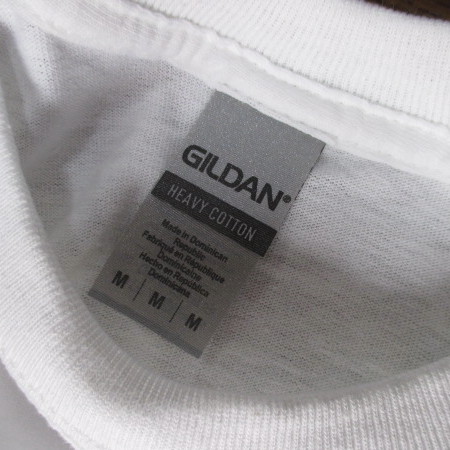 GILDAN®
HEAVY COTTON
Made in Dominican
Republic
Fabriqué en République
Dominicaine
Hecho en República
Dominicana
M | M | M